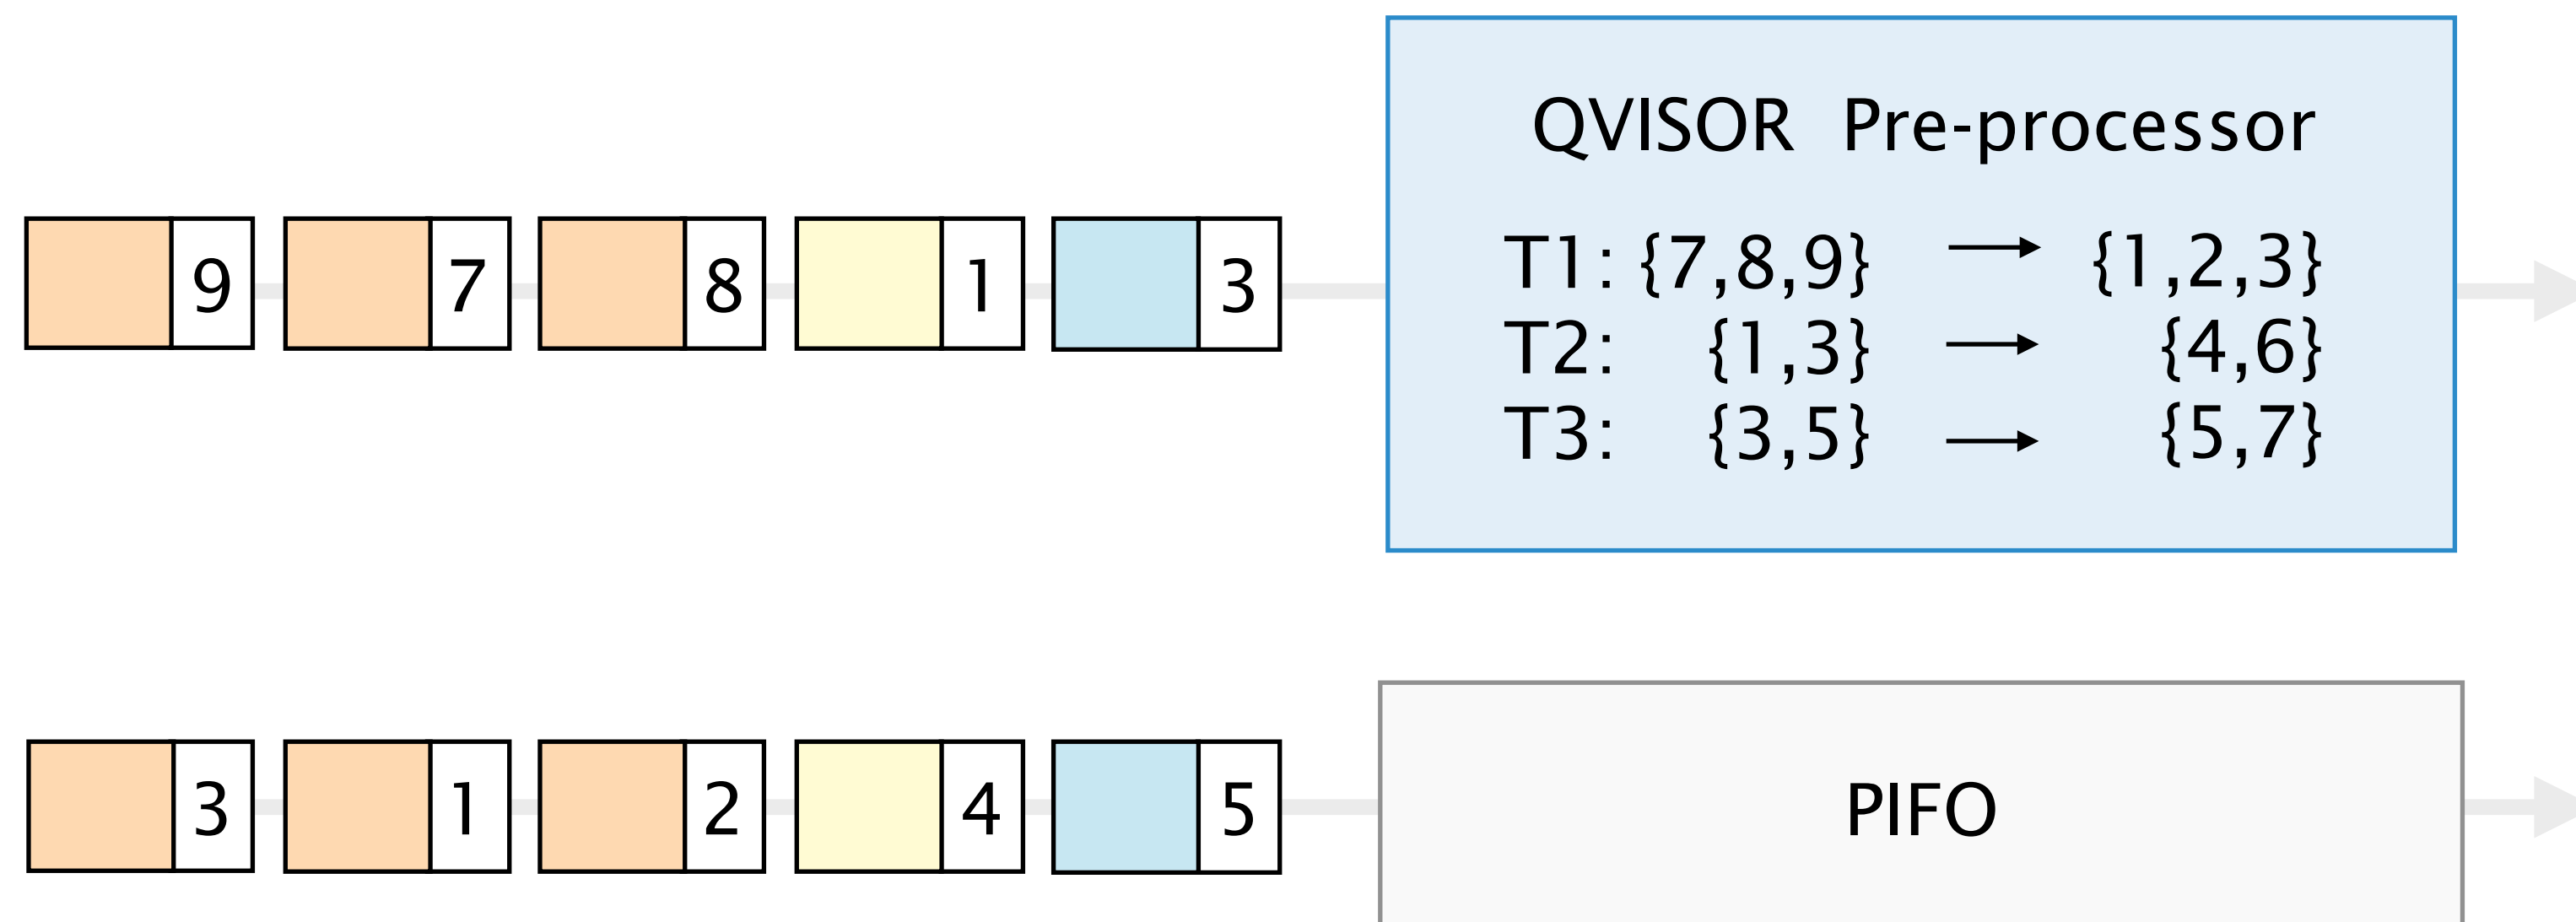 QVISOR Pre-processor
9 7 8 1 3
T1: {7,8,9} → {1,2,3}
T2: {1,3} → {4,6}
T3: {3,5} → {5,7}
3 1 2 4 5
PIFO